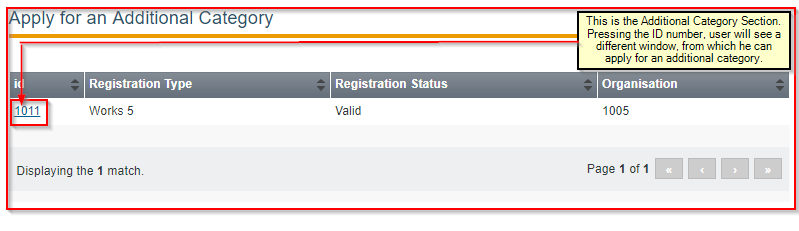 Apply for an Additional Category
This is the Additional Category Section.
Pressing the ID number, user will see a
different window, from which he can
apply for an additional category.
id Registration Type Registration Status Organisation
1011 Works 5 Valid 1005
Displaying the 1 match. Page 1 of 1 « ‹ › »